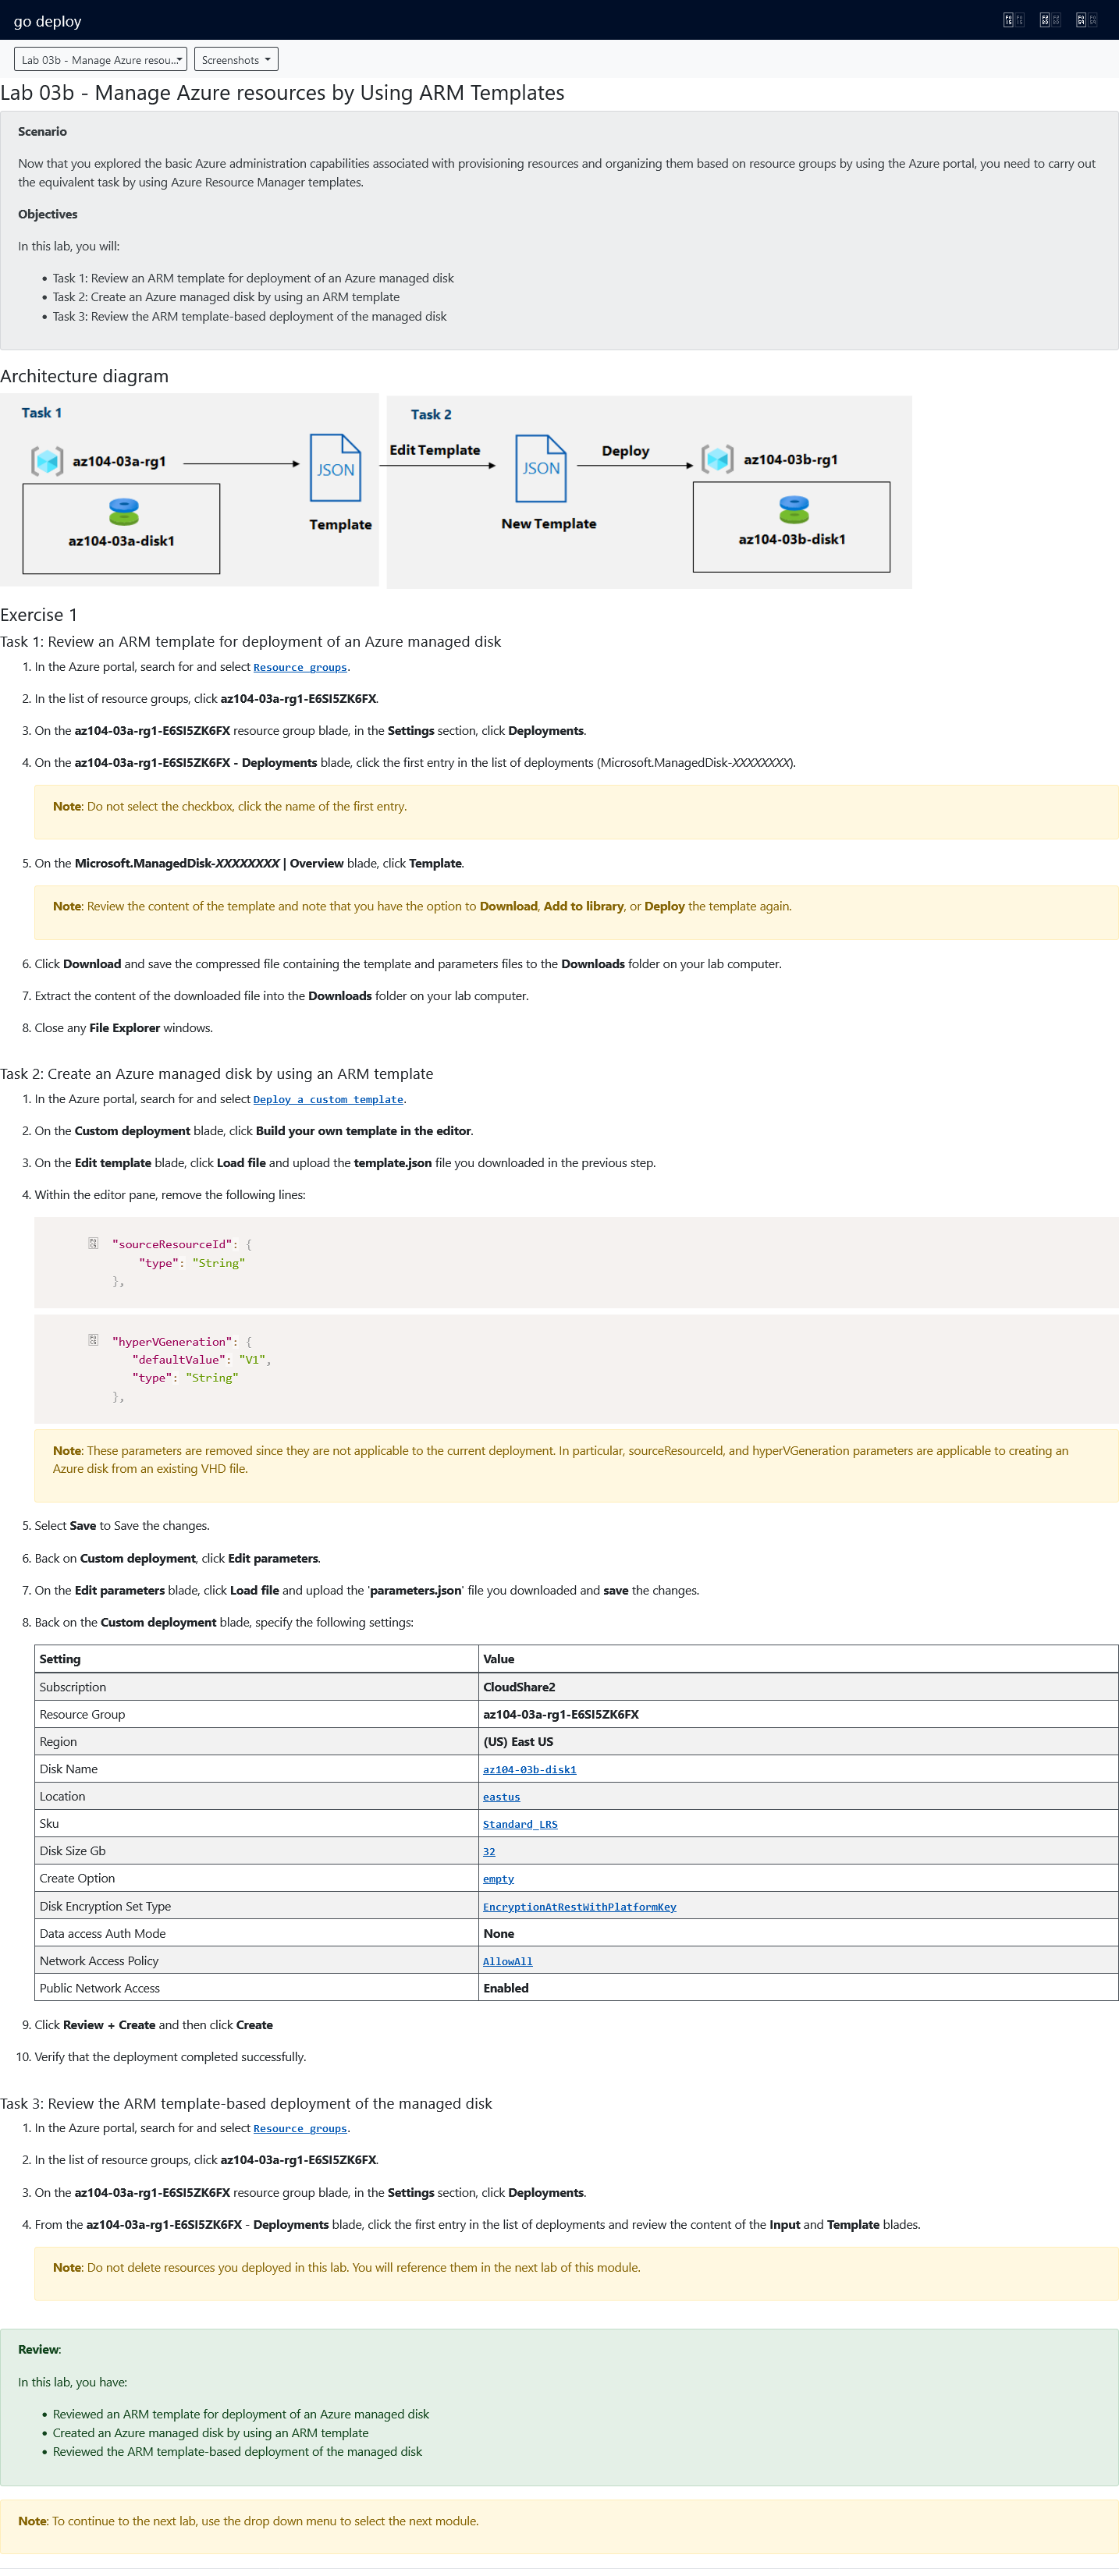 go deploy
Lab 03b - Manage Azure resou...
Screenshots
Lab 03b - Manage Azure resources by Using ARM Templates
Scenario
Now that you explored the basic Azure administration capabilities associated with provisioning resources and organizing them based on resource groups by using the Azure portal, you need to carry out
the equivalent task by using Azure Resource Manager templates.
Objectives
In this lab, you will:
• Task 1: Review an ARM template for deployment of an Azure managed disk
• Task 2: Create an Azure managed disk by using an ARM template
• Task 3: Review the ARM template-based deployment of the managed disk
Architecture diagram
Task 1
az104-03a-rg1
JSON
az104-03a-disk1
Template
Task 2
Edit Template
JSON
Deploy
az104-03b-rg1
New Template
az104-03b-disk1
Exercise 1
Task 1: Review an ARM template for deployment of an Azure managed disk
1. In the Azure portal, search for and select Resource groups.
2. In the list of resource groups, click az104-03a-rg1-E6SI5ZK6FX.
3. On the az104-03a-rg1-E6SI5ZK6FX resource group blade, in the Settings section, click Deployments.
4. On the az104-03a-rg1-E6SI5ZK6FX - Deployments blade, click the first entry in the list of deployments (Microsoft.ManagedDisk-XXXXXXXX).
Note: Do not select the checkbox, click the name of the first entry.
5. On the Microsoft.ManagedDisk-XXXXXXXX | Overview blade, click Template.
Note: Review the content of the template and note that you have the option to Download, Add to library, or Deploy the template again.
6. Click Download and save the compressed file containing the template and parameters files to the Downloads folder on your lab computer.
7. Extract the content of the downloaded file into the Downloads folder on your lab computer.
8. Close any File Explorer windows.
Task 2: Create an Azure managed disk by using an ARM template
1. In the Azure portal, search for and select Deploy a custom template.
2. On the Custom deployment blade, click Build your own template in the editor.
3. On the Edit template blade, click Load file and upload the template.json file you downloaded in the previous step.
4. Within the editor pane, remove the following lines:
"sourceResourceId": {
"type": "String"
},
"hyperVGeneration": {
"defaultValue": "V1",
"type": "String"
},
Note: These parameters are removed since they are not applicable to the current deployment. In particular, sourceResourceId, and hyperVGeneration parameters are applicable to creating an
Azure disk from an existing VHD file.
5. Select Save to Save the changes.
6. Back on Custom deployment, click Edit parameters.
7. On the Edit parameters blade, click Load file and upload the 'parameters.json' file you downloaded and save the changes.
8. Back on the Custom deployment blade, specify the following settings:
Setting Value
Subscription CloudShare2
Resource Group az104-03a-rg1-E6SI5ZK6FX
Region (US) East US
Disk Name az104-03b-disk1
Location eastus
Sku Standard_LRS
Disk Size Gb 32
Create Option empty
Disk Encryption Set Type EncryptionAtRestWithPlatformKey
Data access Auth Mode None
Network Access Policy AllowAll
Public Network Access Enabled
9. Click Review + Create and then click Create
10. Verify that the deployment completed successfully.
Task 3: Review the ARM template-based deployment of the managed disk
1. In the Azure portal, search for and select Resource groups.
2. In the list of resource groups, click az104-03a-rg1-E6SI5ZK6FX.
3. On the az104-03a-rg1-E6SI5ZK6FX resource group blade, in the Settings section, click Deployments.
4. From the az104-03a-rg1-E6SI5ZK6FX - Deployments blade, click the first entry in the list of deployments and review the content of the Input and Template blades.
Note: Do not delete resources you deployed in this lab. You will reference them in the next lab of this module.
Review:
In this lab, you have:
• Reviewed an ARM template for deployment of an Azure managed disk
• Created an Azure managed disk by using an ARM template
• Reviewed the ARM template-based deployment of the managed disk
Note: To continue to the next lab, use the drop down menu to select the next module.